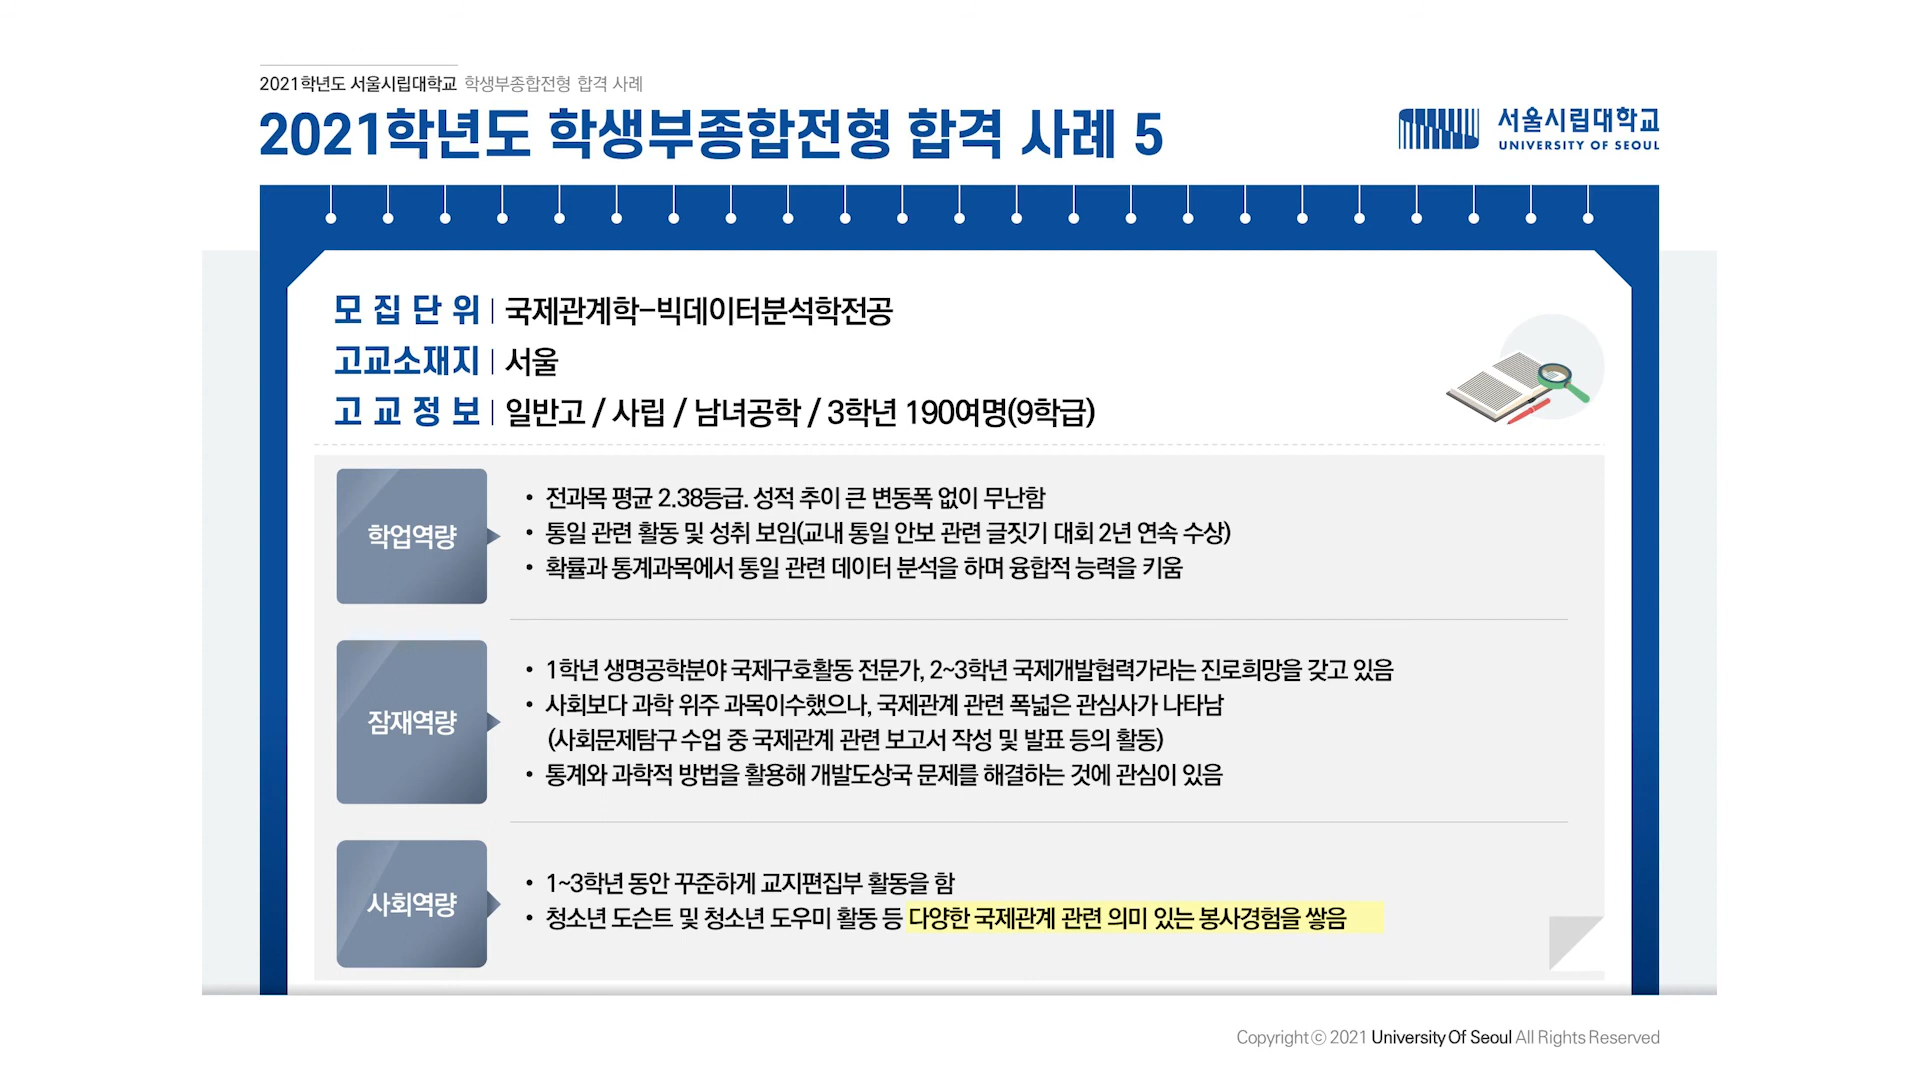 2021학년도 서울시립대학교 학생부종합전형 합격 사례
2021학년도 학생부종합전형 합격 사례 5
서울시립대학교
UNIVERSITY OF SEOUL
모집단위 | 국제관계학-빅데이터분석학전공
고교소재지 | 서울
고교정보 | 일반고 / 사립 / 남녀공학 / 3학년 190여명(9학급)
학업역량
• 전과목 평균 2.38등급. 성적 추이 큰 변동폭 없이 무난함
• 통일 관련 활동 및 성취 보임(교내 통일 안보 관련 글짓기 대회 2년 연속 수상)
• 확률과 통계과목에서 통일 관련 데이터 분석을 하며 융합적 능력을 키움
잠재역량
• 1학년 생명공학분야 국제구호활동 전문가, 2~3학년 국제개발협력가라는 진로희망을 갖고 있음
• 사회보다 과학 위주 과목이수했으나, 국제관계 관련 폭넓은 관심사가 나타남
(사회문제탐구 수업 중 국제관계 관련 보고서 작성 및 발표 등의 활동)
• 통계와 과학적 방법을 활용해 개발도상국 문제를 해결하는 것에 관심이 있음
사회역량
• 1~3학년 동안 꾸준하게 교지편집부 활동을 함
• 청소년 도슨트 및 청소년 도우미 활동 등 다양한 국제관계 관련 의미 있는 봉사경험을 쌓음
Copyright ⓒ 2021 University Of Seoul All Rights Reserved